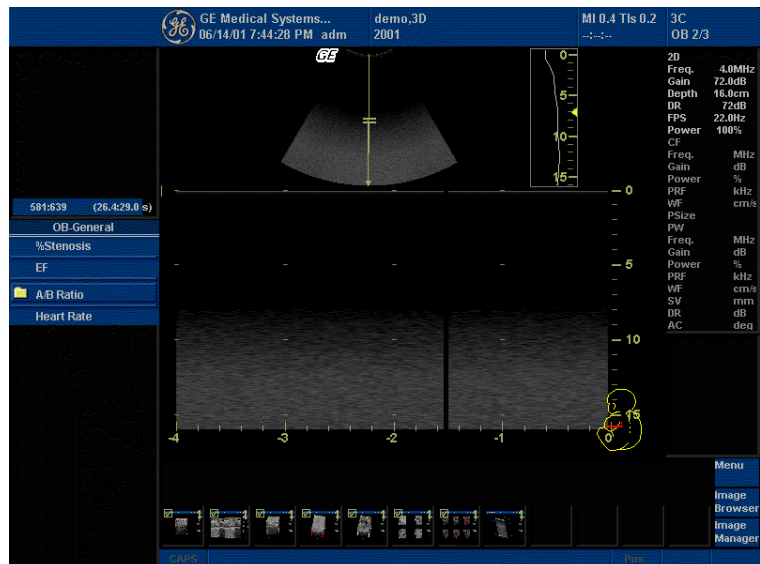 GE Medical Systems... demo,3D MI 0.4 TIs 0.2 3C
06/14/01 7:44:28 PM adm 2001 --:--:-- OB 2/3
GE
0
5
10
15
2D
Freq. 4.0MHz
Gain 72.0dB
Depth 16.0cm
DR 72dB
FPS 22.0Hz
Power 100%
CF
Freq. MHz
Gain dB
Power %
PRF kHz
WF cm/s
PSize
PW
Freq. MHz
Gain dB
Power %
PRF kHz
WF cm/s
SV mm
DR dB
AC deg
581:639 (26.4:29.0 s)
OB-General
%Stenosis
EF
A/B Ratio
Heart Rate
0
5
10
15
-4 -3 -2 -1 0
Menu
Image
Browser
Image
Manager
CAPS Pos